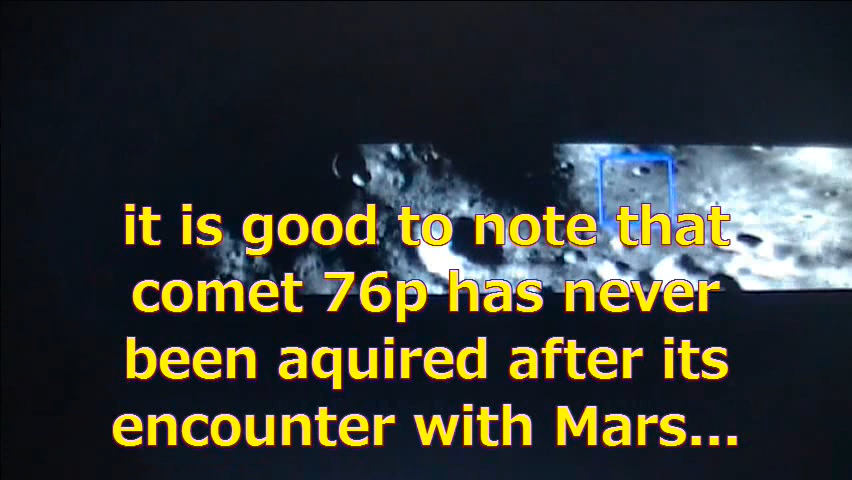 it is good to note that
comet 76p has never
been aquired after its
encounter with Mars...